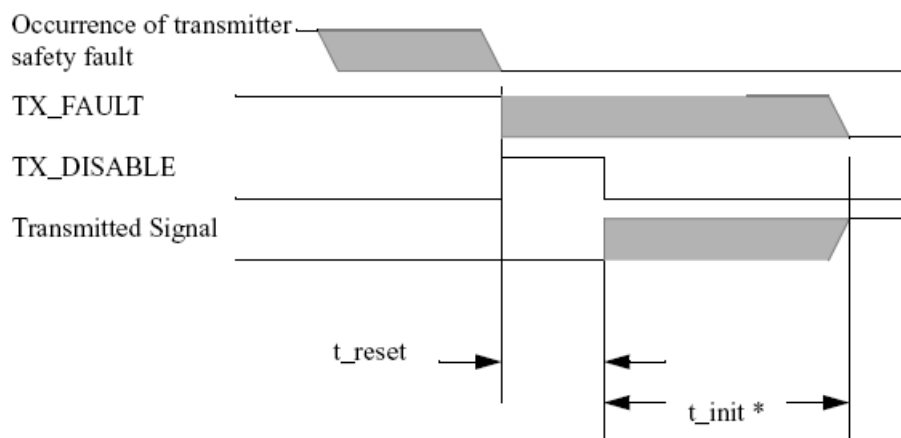 Occurrence of transmitter
safety fault
TX_FAULT
TX_DISABLE
Transmitted Signal
t_reset
t_init *